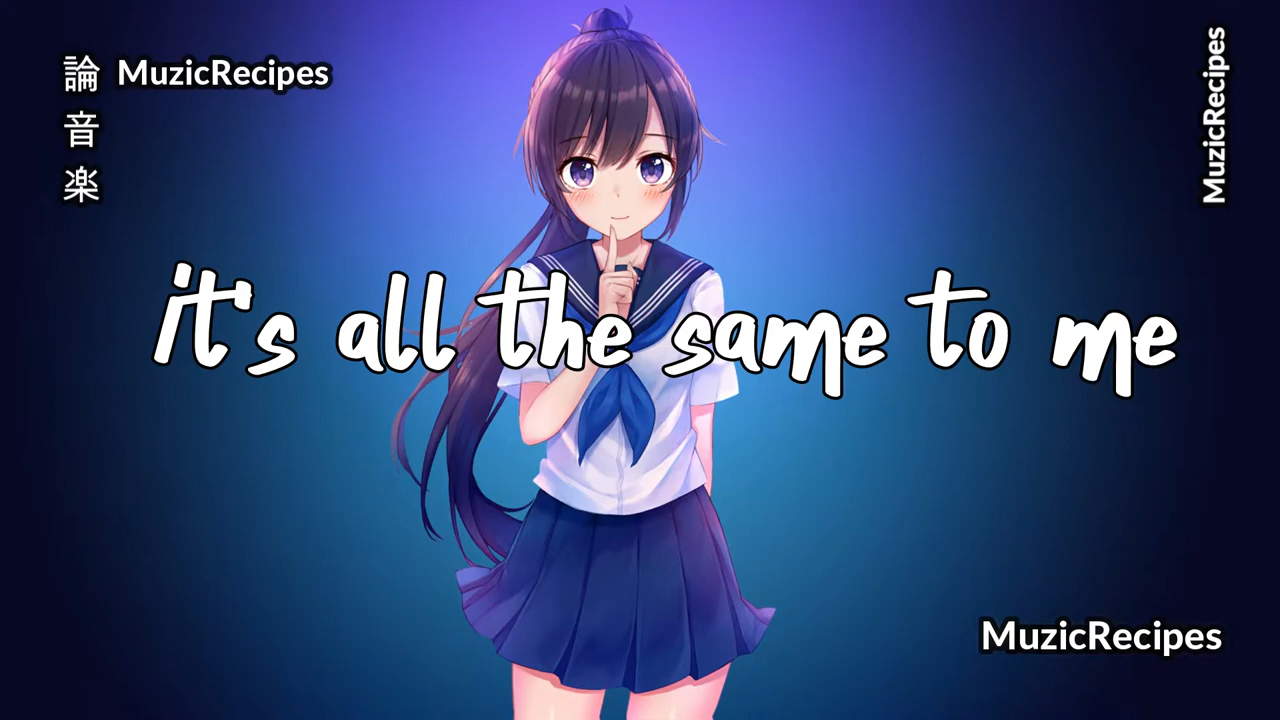 論音楽
MuzicRecipes
MuzicRecipes
it's all the same to me
MuzicRecipes